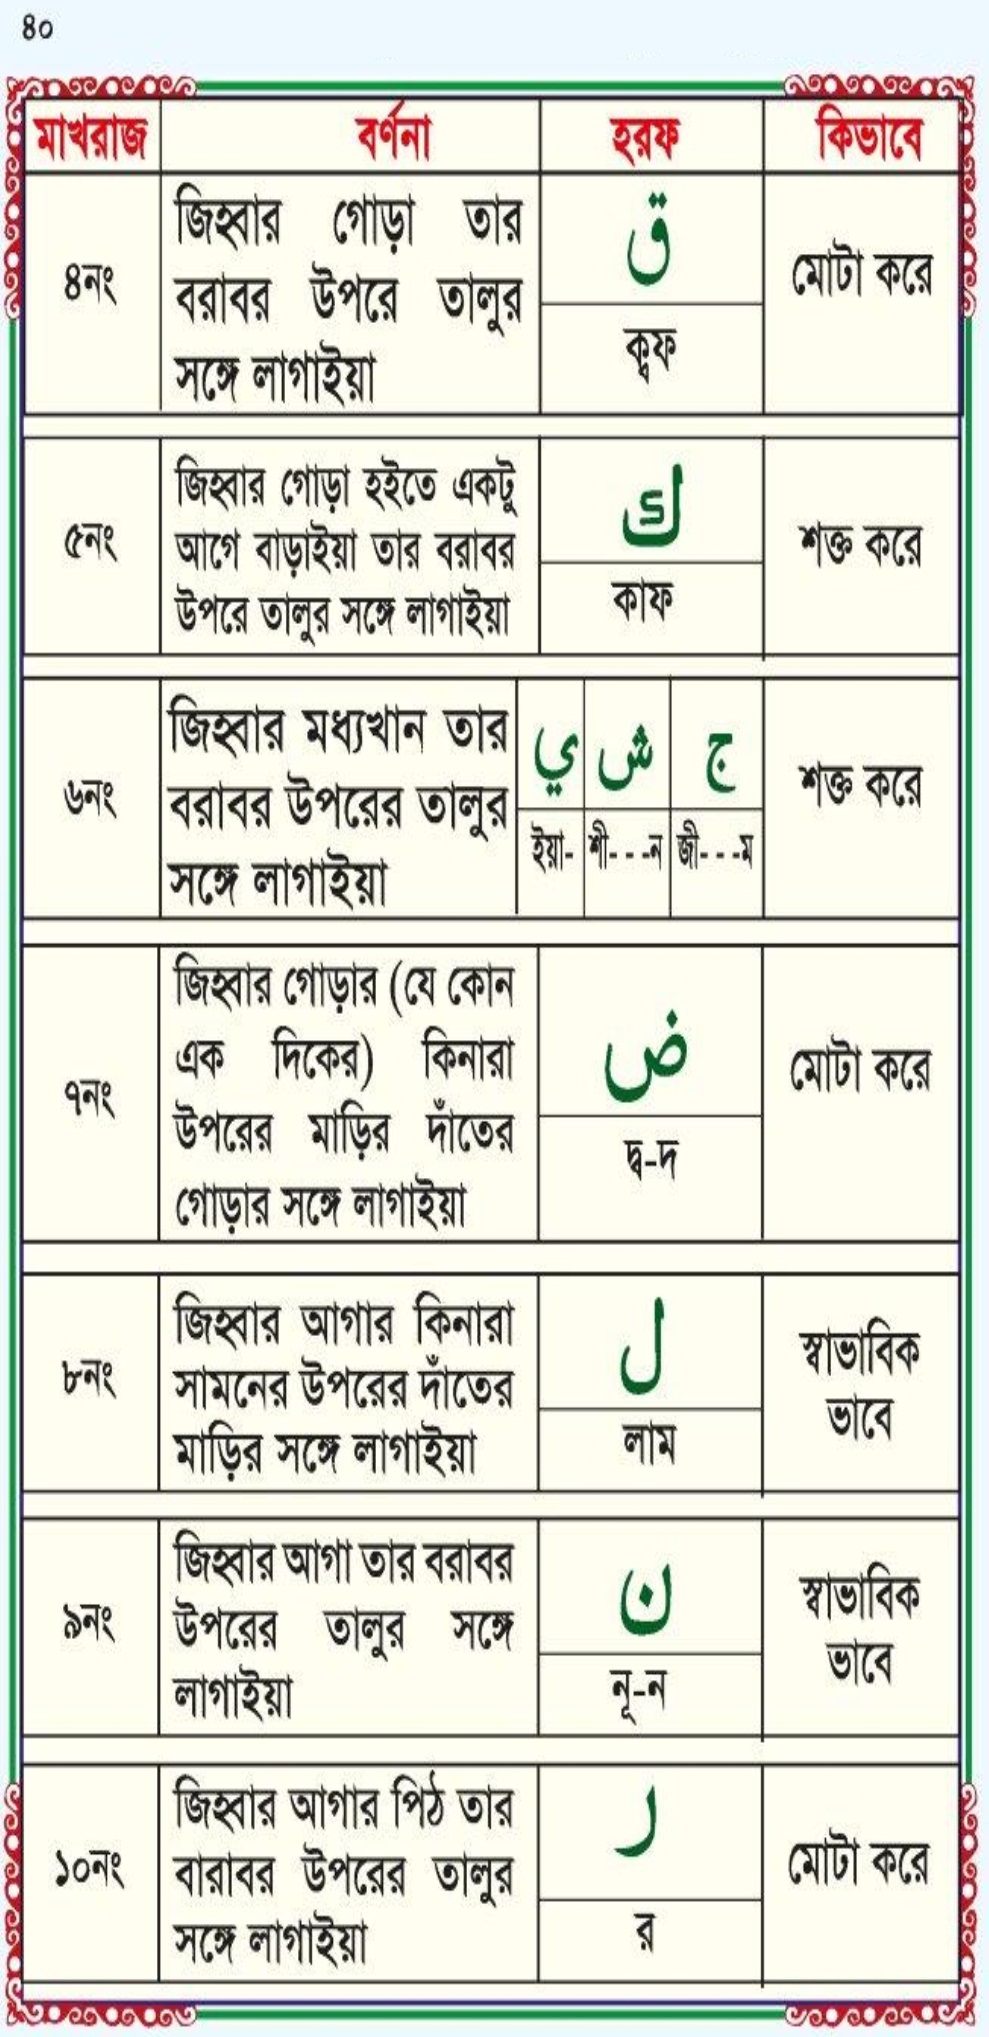 ৪০
মাখরাজ বর্ণনা হরফ কিভাবে
৪নং
জিহ্বার গোড়া তার
বরাবর উপরে তালুর
সঙ্গে লাগাইয়া
ق
ক্বফ
মোটা করে
৫নং
জিহ্বার গোড়া হইতে একটু
আগে বাড়াইয়া তার বরাবর
উপরে তালুর সঙ্গে লাগাইয়া
ك
কাফ
শক্ত করে
৬নং
জিহ্বার মধ্যখান তার
বরাবর উপরের তালুর
সঙ্গে লাগাইয়া
ي ش ج
ইয়া- শী- - -ন জী- - -ম
শক্ত করে
৭নং
জিহ্বার গোড়ার (যে কোন
এক দিকের) কিনারা
উপরের মাড়ির দাঁতের
গোড়ার সঙ্গে লাগাইয়া
ض
দ্ব-দ
মোটা করে
৮নং
জিহ্বার আগার কিনারা
সামনের উপরের দাঁতের
মাড়ির সঙ্গে লাগাইয়া
ل
লাম
স্বাভাবিক
ভাবে
৯নং
জিহ্বার আগা তার বরাবর
উপরের তালুর সঙ্গে
লাগাইয়া
ن
নূ-ন
স্বাভাবিক
ভাবে
১০নং
জিহ্বার আগার পিঠ তার
বারাবর উপরের তালুর
সঙ্গে লাগাইয়া
ر
র
মোটা করে